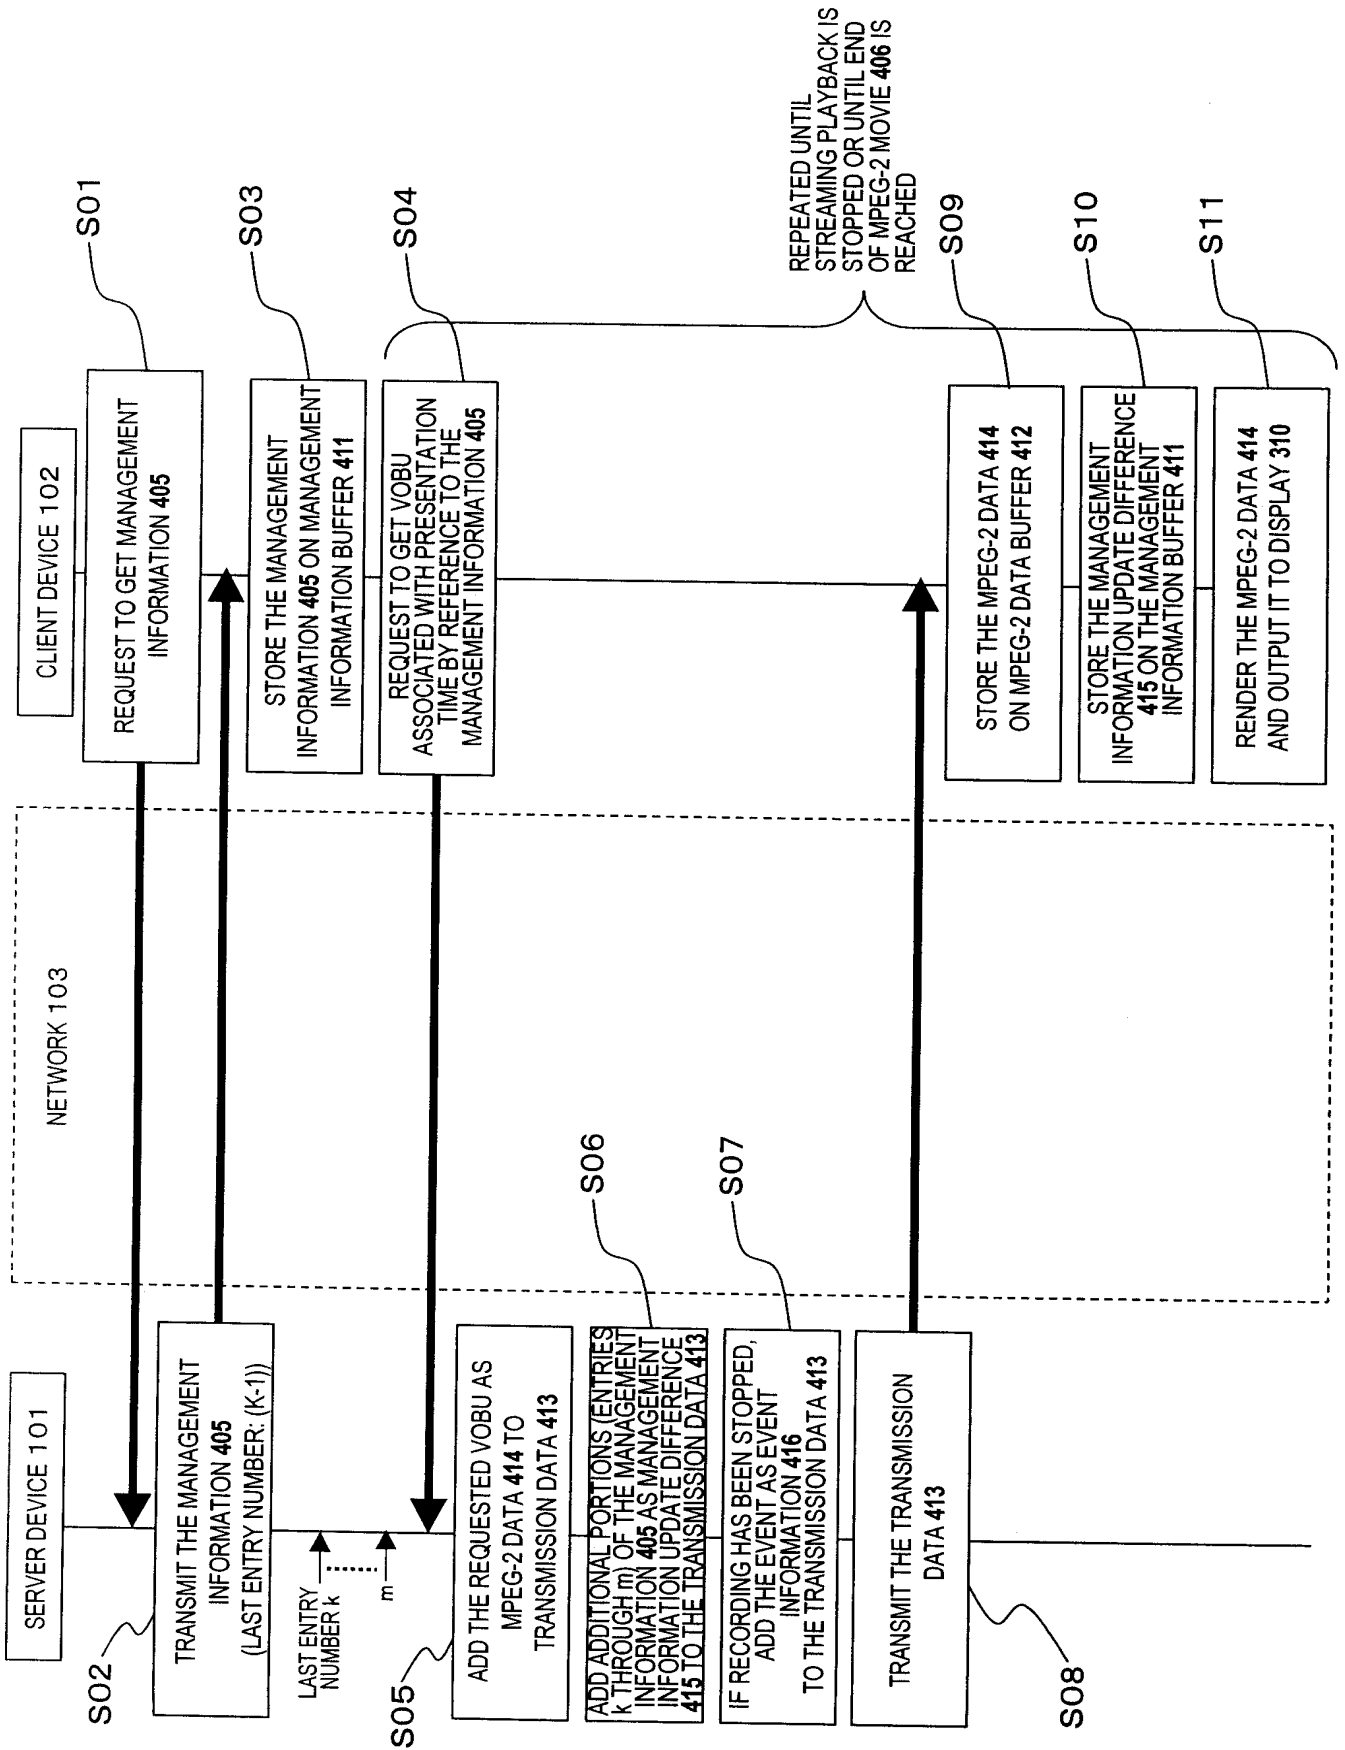 SERVER DEVICE 101
NETWORK 103
CLIENT DEVICE 102
S01
REQUEST TO GET MANAGEMENT
INFORMATION 405
S02
TRANSMIT THE MANAGEMENT
INFORMATION 405
(LAST ENTRY NUMBER: (K-1))
S03
STORE THE MANAGEMENT
INFORMATION 405 ON MANAGEMENT
INFORMATION BUFFER 411
LAST ENTRY
NUMBER k
m
S04
REQUEST TO GET VOBU
ASSOCIATED WITH PRESENTATION
TIME BY REFERENCE TO THE
MANAGEMENT INFORMATION 405
S05
ADD THE REQUESTED VOBU AS
MPEG-2 DATA 414 TO
TRANSMISSION DATA 413
S06
ADD ADDITIONAL PORTIONS (ENTRIES
k THROUGH m) OF THE MANAGEMENT
INFORMATION 405 AS MANAGEMENT
INFORMATION UPDATE DIFFERENCE
415 TO THE TRANSMISSION DATA 413
S07
IF RECORDING HAS BEEN STOPPED,
ADD THE EVENT AS EVENT
INFORMATION 416
TO THE TRANSMISSION DATA 413
TRANSMIT THE TRANSMISSION
DATA 413
S08
REPEATED UNTIL
STREAMING PLAYBACK IS
STOPPED OR UNTIL END
OF MPEG-2 MOVIE 406 IS
REACHED
S09
STORE THE MPEG-2 DATA 414
ON MPEG-2 DATA BUFFER 412
S10
STORE THE MANAGEMENT
INFORMATION UPDATE DIFFERENCE
415 ON THE MANAGEMENT
INFORMATION BUFFER 411
S11
RENDER THE MPEG-2 DATA 414
AND OUTPUT IT TO DISPLAY 310